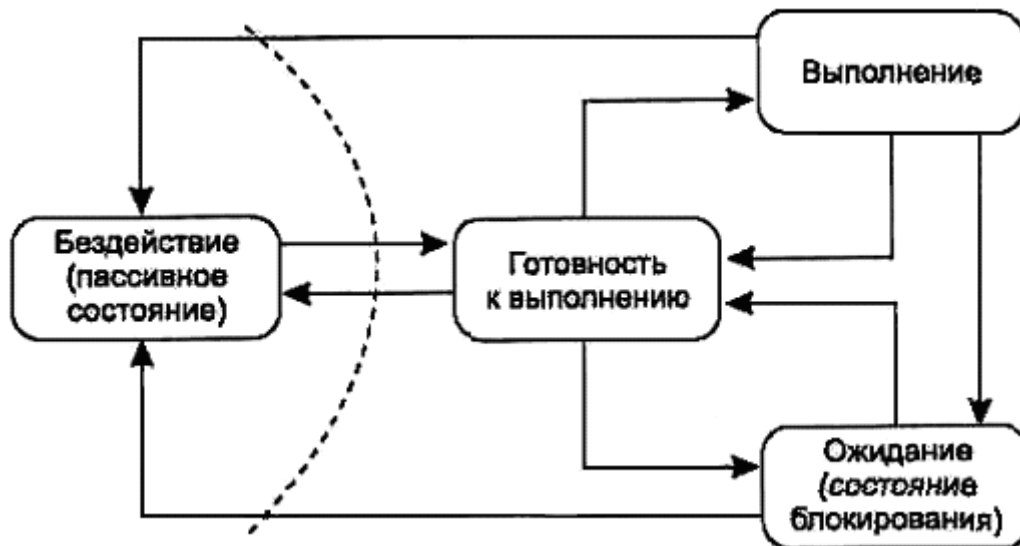 Выполнение
Бездействие
(пассивное
состояние)
Готовность
к выполнению
Ожидание
(состояние
блокирования)